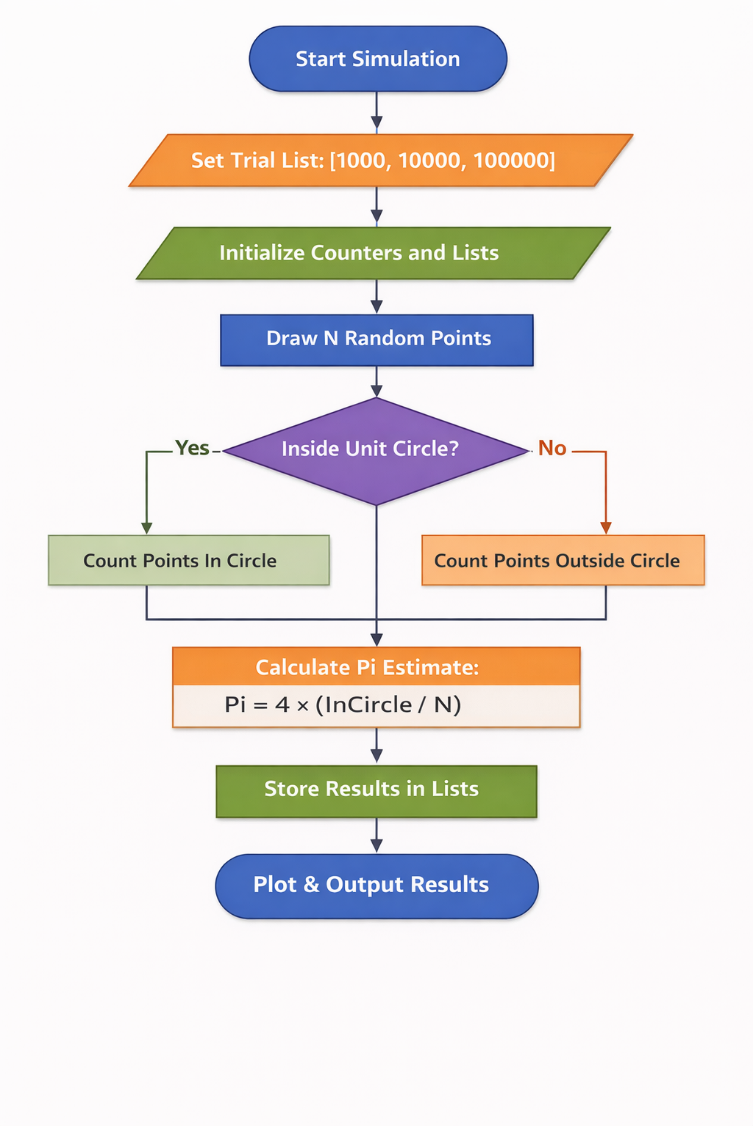 Start Simulation
Set Trial List: [1000, 10000, 100000]
Initialize Counters and Lists
Draw N Random Points
Inside Unit Circle?
Yes
No
Count Points In Circle
Count Points Outside Circle
Calculate Pi Estimate:
Pi = 4 × (InCircle / N)
Store Results in Lists
Plot & Output Results